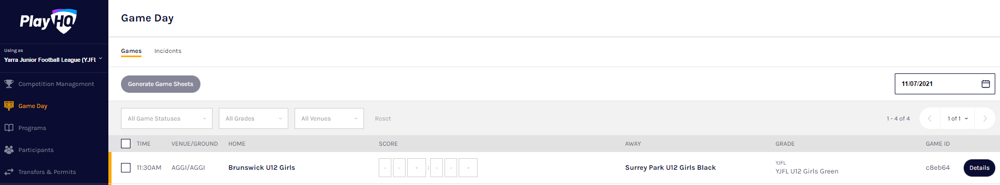 PlayHQ
Using as
Yarra Junior Football League (YJFL
Competition Management
Game Day
Programs
Participants
Transfers & Permits
Game Day
Games Incidents
Generate Game Sheets
11/07/2021
All Game Statuses All Grades All Venues Reset 1 - 4 of 4 1 of 1
TIME VENUE/GROUND HOME SCORE AWAY GRADE GAME ID
11:30AM AGGI/AGGI Brunswick U12 Girls - - - : - - - Surrey Park U12 Girls Black YJFL
YJFL U12 Girls Green c8eb64 Details